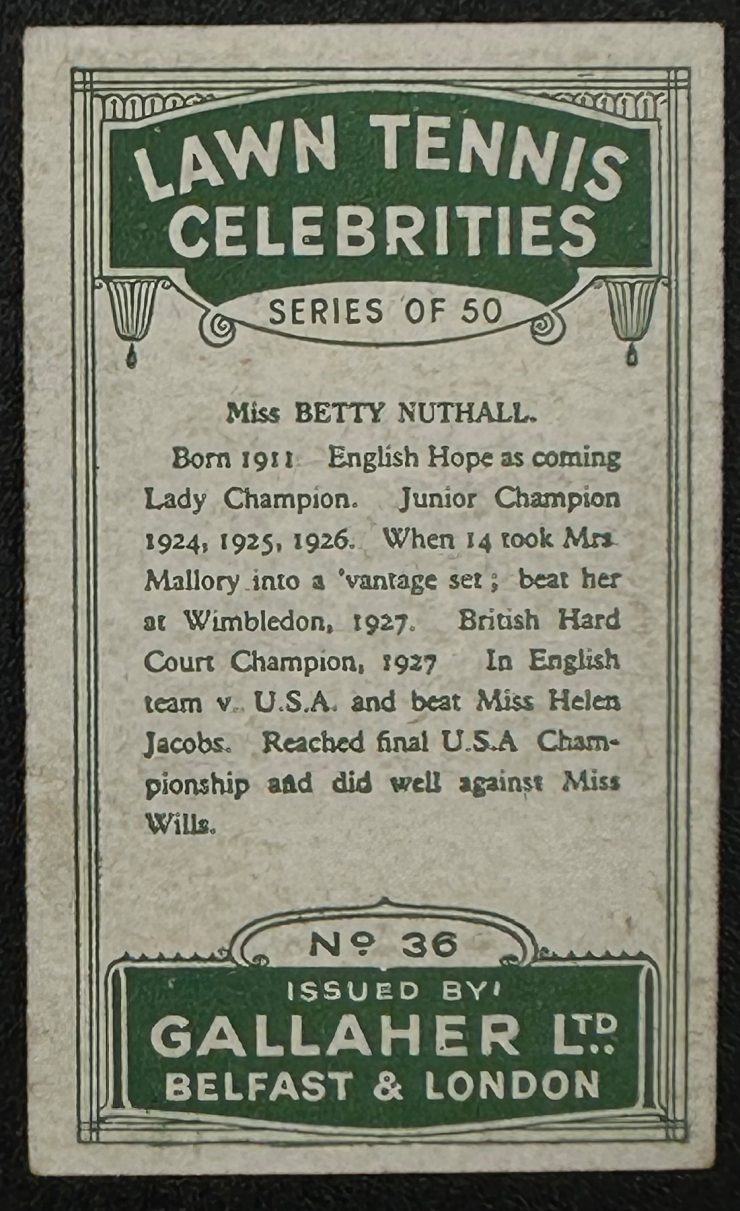 LAWN TENNIS
CELEBRITIES
SERIES OF 50
Miss BETTY NUTHALL.
Born 1911 English Hope as coming
Lady Champion. Junior Champion
1924, 1925, 1926. When 14 took Mrs
Mallory into a 'vantage set; beat her
at Wimbledon, 1927. British Hard
Court Champion, 1927 In English
team v. U.S.A. and beat Miss Helen
Jacobs. Reached final U.S.A Cham-
pionship and did well against Miss
Wills.
No 36
ISSUED BY
GALLAHER LTD
BELFAST & LONDON